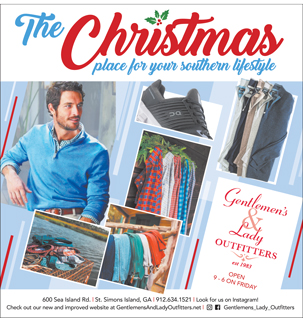 The
Christmas
place for your southern lifestyle
Gentlemen's
&
Lady
OUTFITTERS
est 1985
OPEN
9 - 6 ON FRIDAY
600 Sea Island Rd. | St. Simons Island, GA | 912.634.1521 | Look for us on Instagram!
Check out our new and improved website at GentlemensAndLadyOutfitters.net | Gentlemens_Lady_Outfitters